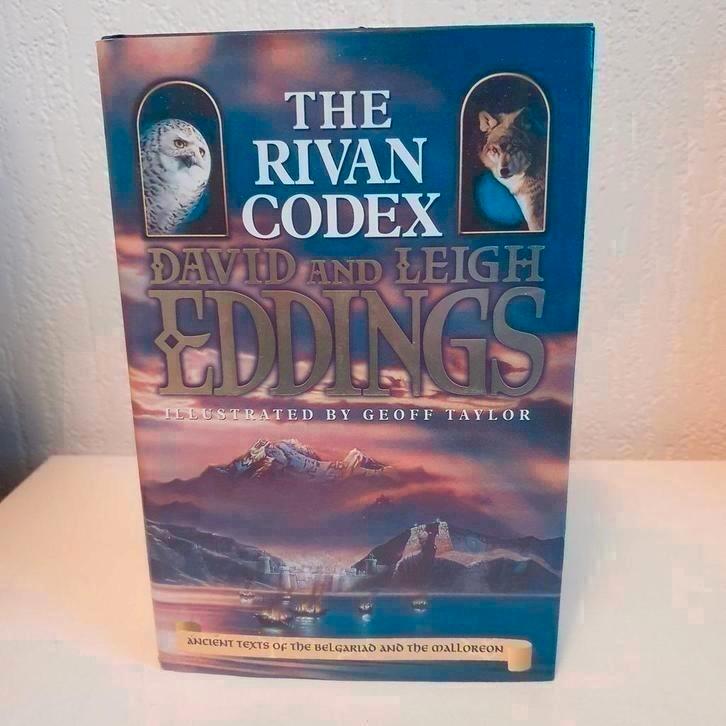 THE
RIVAN
CODEX
DAVID AND LEIGH
EDDINGS
ILLUSTRATED BY GEOFF TAYLOR
ANCIENT TEXTS OF THE BELGARIAD AND THE MALLOREON